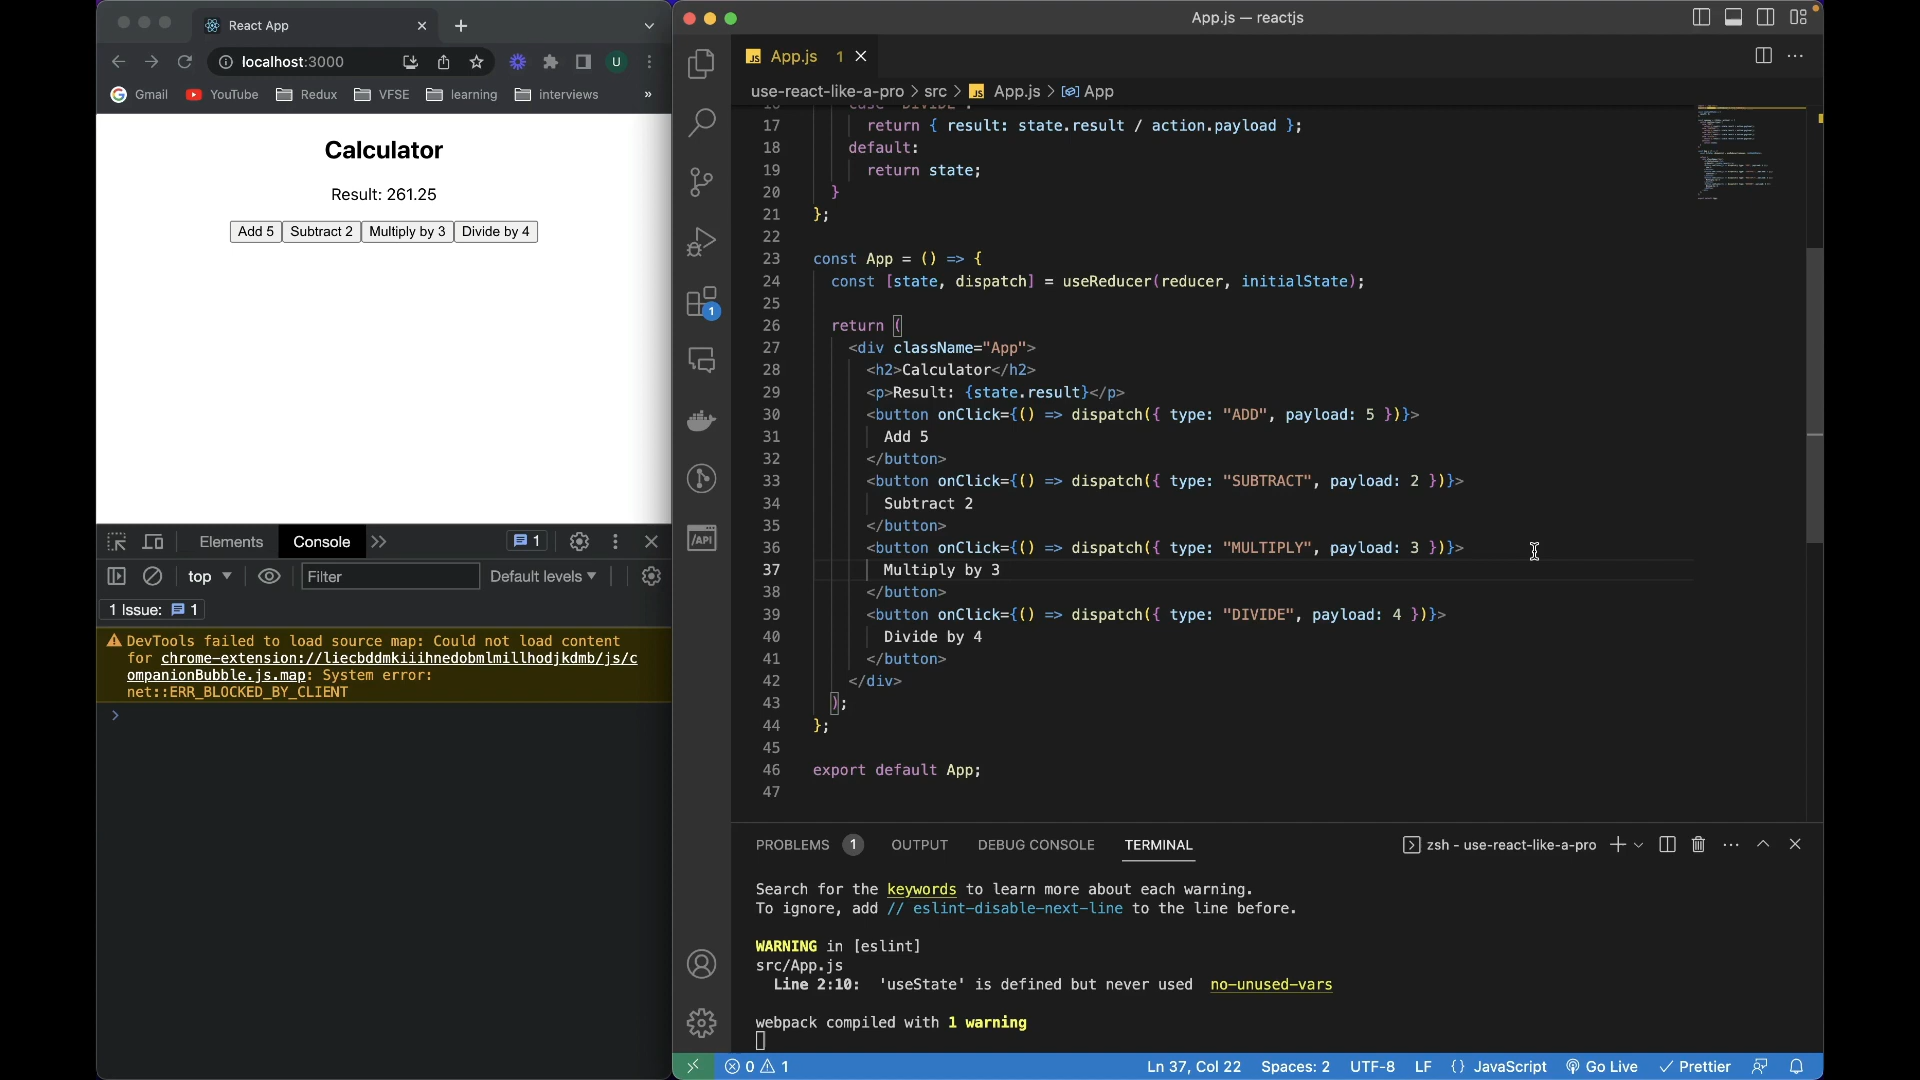 React App
localhost:3000
U
Gmail YouTube Redux VFSE learning interviews »
Calculator
Result: 261.25
Add 5 Subtract 2 Multiply by 3 Divide by 4
Elements Console 1
top Filter Default levels
1 Issue: 1
DevTools failed to load source map: Could not load content
for chrome-extension://liecbddmkiiihnedobmlmillhodjkdmb/js/c
ompanionBubble.js.map: System error:
net::ERR_BLOCKED_BY_CLIENT
App.js — reactjs
JS App.js 1
use-react-like-a-pro > src > JS App.js > App
16 case "DIVIDE":
17 return { result: state.result / action.payload };
18 default:
19 return state;
20 }
21 };
22
23 const App = () => {
24 const [state, dispatch] = useReducer(reducer, initialState);
25
26 return (
27 <div className="App">
28 <h2>Calculator</h2>
29 <p>Result: {state.result}</p>
30 <button onClick={() => dispatch({ type: "ADD", payload: 5 })}>
31 Add 5
32 </button>
33 <button onClick={() => dispatch({ type: "SUBTRACT", payload: 2 })}>
34 Subtract 2
35 </button>
36 <button onClick={() => dispatch({ type: "MULTIPLY", payload: 3 })}>
37 Multiply by 3
38 </button>
39 <button onClick={() => dispatch({ type: "DIVIDE", payload: 4 })}>
40 Divide by 4
41 </button>
42 </div>
43 );
44 };
45
46 export default App;
47
1
/API
PROBLEMS 1 OUTPUT DEBUG CONSOLE TERMINAL zsh - use-react-like-a-pro
Search for the keywords to learn more about each warning.
To ignore, add // eslint-disable-next-line to the line before.
WARNING in [eslint]
src/App.js
Line 2:10: 'useState' is defined but never used no-unused-vars
webpack compiled with 1 warning
0 1 Ln 37, Col 22 Spaces: 2 UTF-8 LF {} JavaScript Go Live Prettier